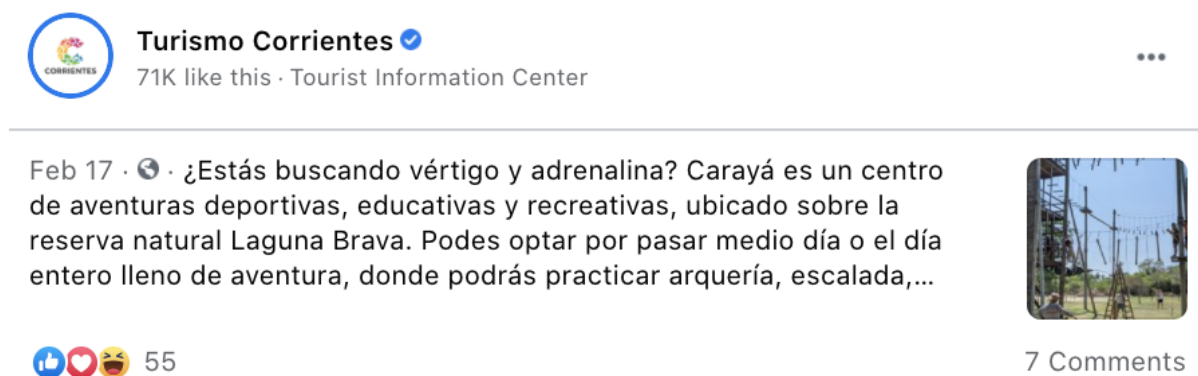 CORRIENTES
Turismo Corrientes
71K like this · Tourist Information Center
Feb 17 · · ¿Estás buscando vértigo y adrenalina? Carayá es un centro
de aventuras deportivas, educativas y recreativas, ubicado sobre la
reserva natural Laguna Brava. Podes optar por pasar medio día o el día
entero lleno de aventura, donde podrás practicar arquería, escalada,...
55
7 Comments